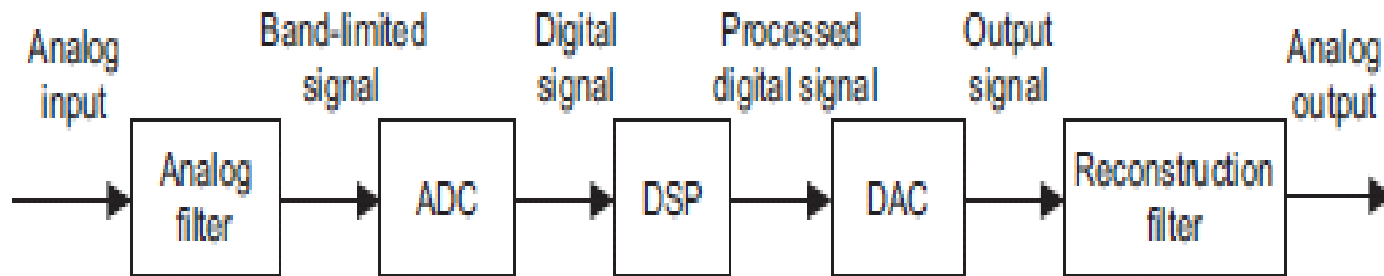 Analog
input
Band-limited
signal
Digital
signal
Processed
digital signal
Output
signal
Analog
output
Analog
filter
ADC
DSP
DAC
Reconstruction
filter